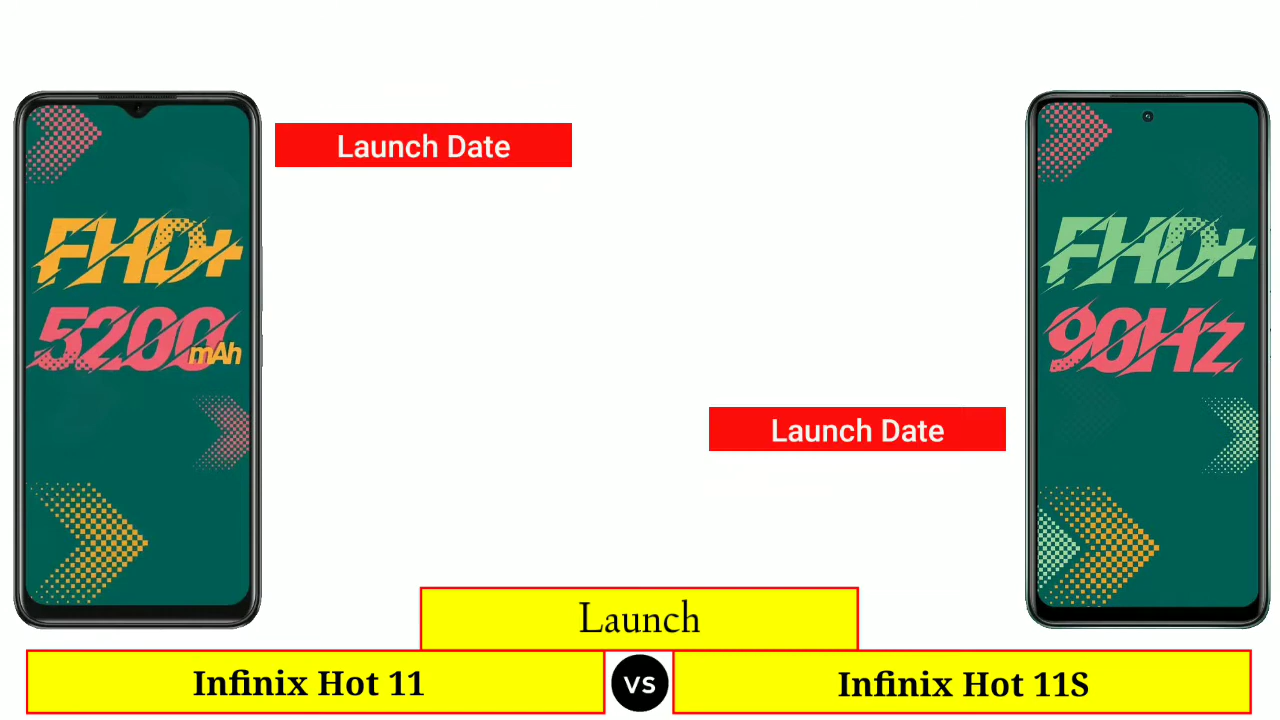 Launch Date
FHD+
5200mAh
FHD+
90Hz
Launch Date
Launch
Infinix Hot 11
VS
Infinix Hot 11S